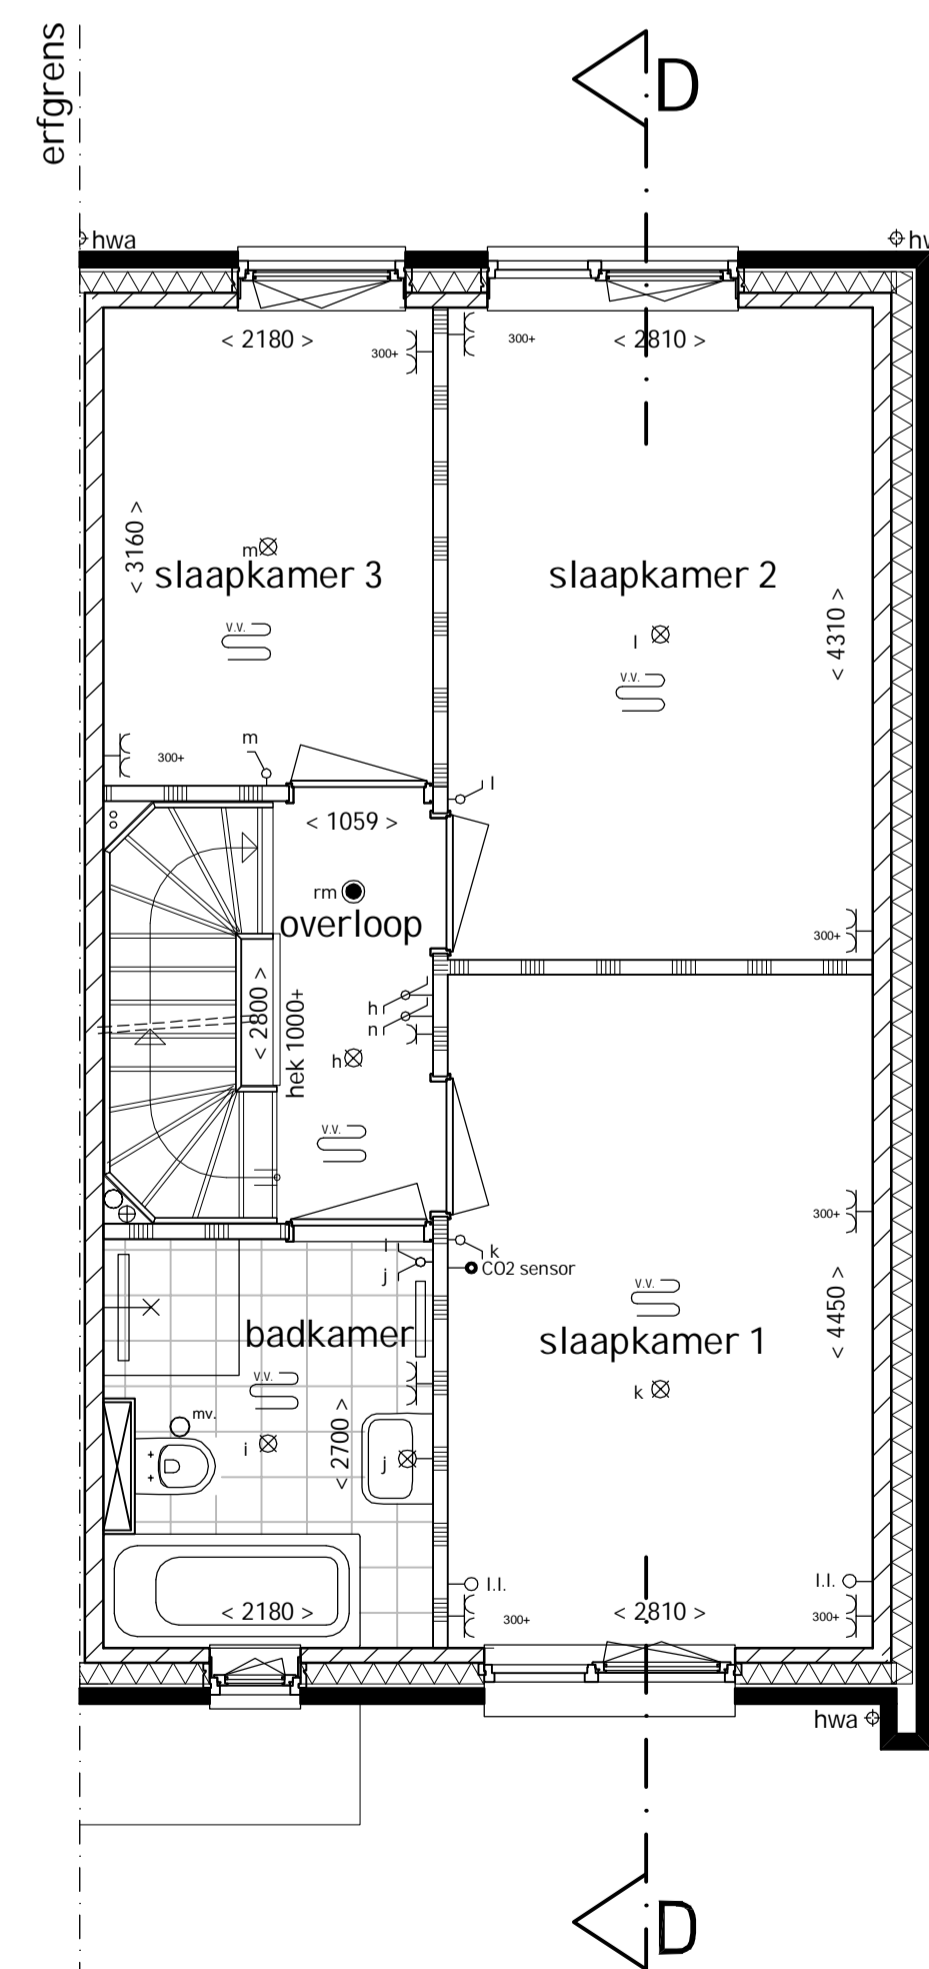 erfgrens
D
hwa
< 2180 >
300+
300+
< 2810 >
< 3160 >
m
slaapkamer 3
slaapkamer 2
v.v.
l
< 4310 >
v.v.
m
300+
l
< 1059 >
rm
overloop
300+
< 2800 >
hek 1000+
h
n
h
v.v.
300+
i
j
k
CO2 sensor
< 4450 >
v.v.
badkamer
slaapkamer 1
v.v.
k
mv.
i
< 2700 >
j
l.l.
l.l.
< 2180 >
300+
< 2810 >
300+
hwa
D